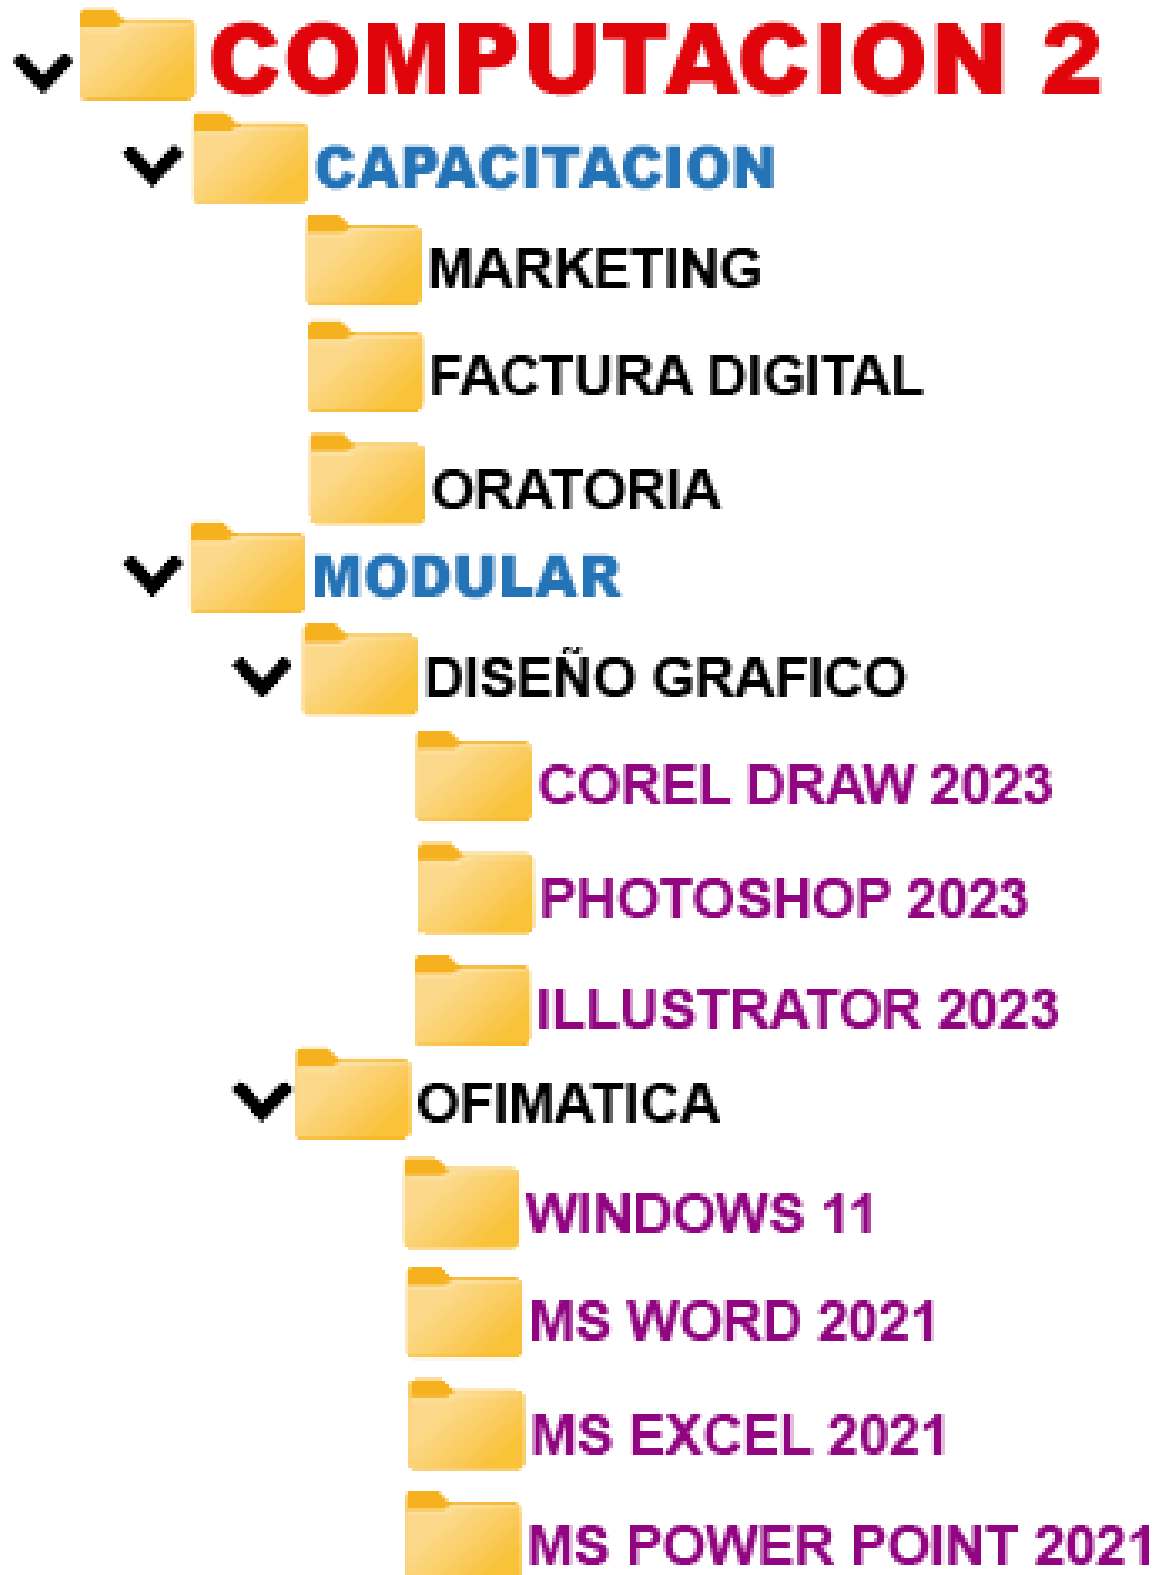 COMPUTACION 2
CAPACITACION
MARKETING
FACTURA DIGITAL
ORATORIA
MODULAR
DISEÑO GRAFICO
COREL DRAW 2023
PHOTOSHOP 2023
ILLUSTRATOR 2023
OFIMATICA
WINDOWS 11
MS WORD 2021
MS EXCEL 2021
MS POWER POINT 2021